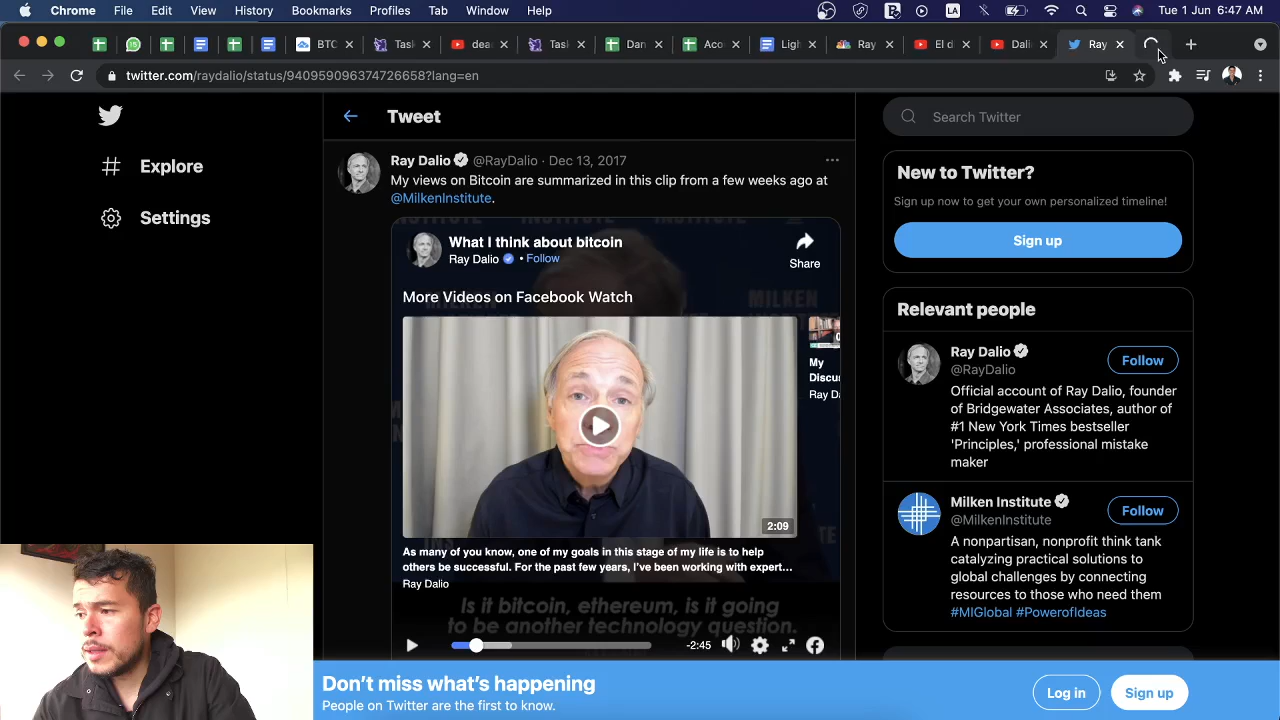 Chrome File Edit View History Bookmarks Profiles Tab Window Help
LA Tue 1 Jun 6:47 AM
BTC Task dea Task Dan Acc Ligh Ray El d Dali Ray
twitter.com/raydalio/status/940959096374726658?lang=en
Explore
Settings
Tweet
Ray Dalio @RayDalio · Dec 13, 2017
My views on Bitcoin are summarized in this clip from a few weeks ago at
@MilkenInstitute.
What I think about bitcoin
Ray Dalio • Follow
Share
More Videos on Facebook Watch
MILKEN
INSTITUTE
My
Discu
Ray D
2:09
As many of you know, one of my goals in this stage of my life is to help
others be successful. For the past few years, I've been working with expert...
Ray Dalio
Is it bitcoin, ethereum, is it going
to be another technology question.
-2:45
Search Twitter
New to Twitter?
Sign up now to get your own personalized timeline!
Sign up
Relevant people
Ray Dalio
@RayDalio
Follow
Official account of Ray Dalio, founder
of Bridgewater Associates, author of
#1 New York Times bestseller
'Principles,' professional mistake
maker
Milken Institute
@MilkenInstitute
Follow
A nonpartisan, nonprofit think tank
catalyzing practical solutions to
global challenges by connecting
resources to those who need them
#MIGlobal #PowerofIdeas
Don't miss what's happening
People on Twitter are the first to know.
Log in
Sign up